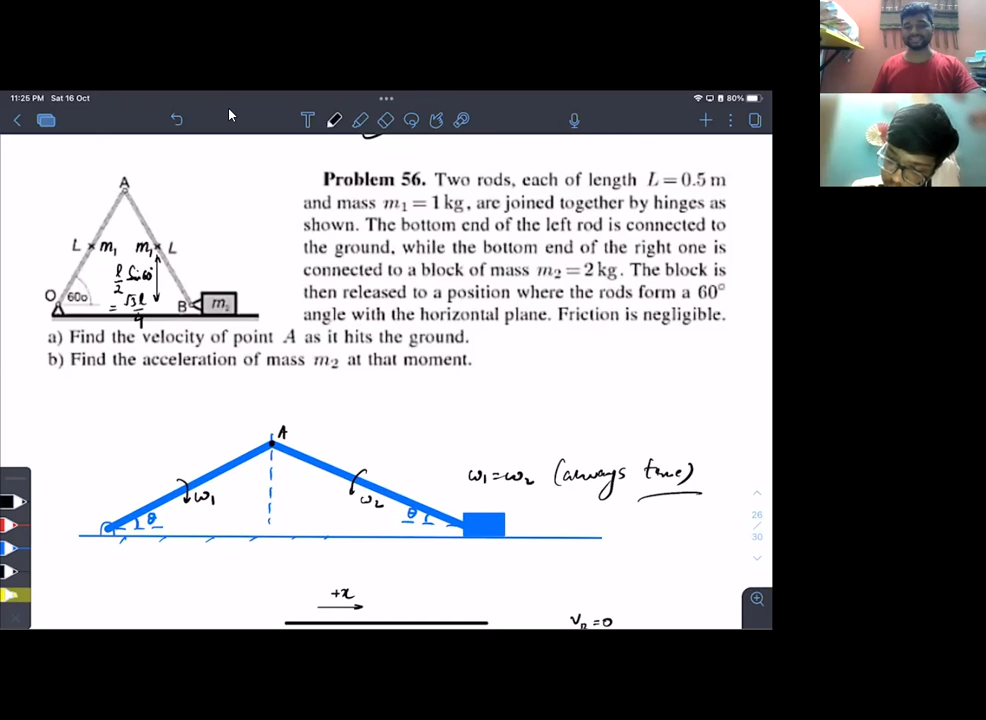 11:25 PM Sat 16 Oct
80%
Problem 56. Two rods, each of length L = 0.5 m
and mass m₁ = 1 kg, are joined together by hinges as
shown. The bottom end of the left rod is connected to
the ground, while the bottom end of the right one is
connected to a block of mass m₂ = 2 kg. The block is
then released to a position where the rods form a 60°
angle with the horizontal plane. Friction is negligible.
a) Find the velocity of point A as it hits the ground.
b) Find the acceleration of mass m₂ at that moment.
A
L m₁ m₁ L
l/2 sin60°
= √3l/4
O 60o B m₂
A
ω₁ ω₂
θ θ
ω₁=ω₂ (always true)
26
/
30
+x